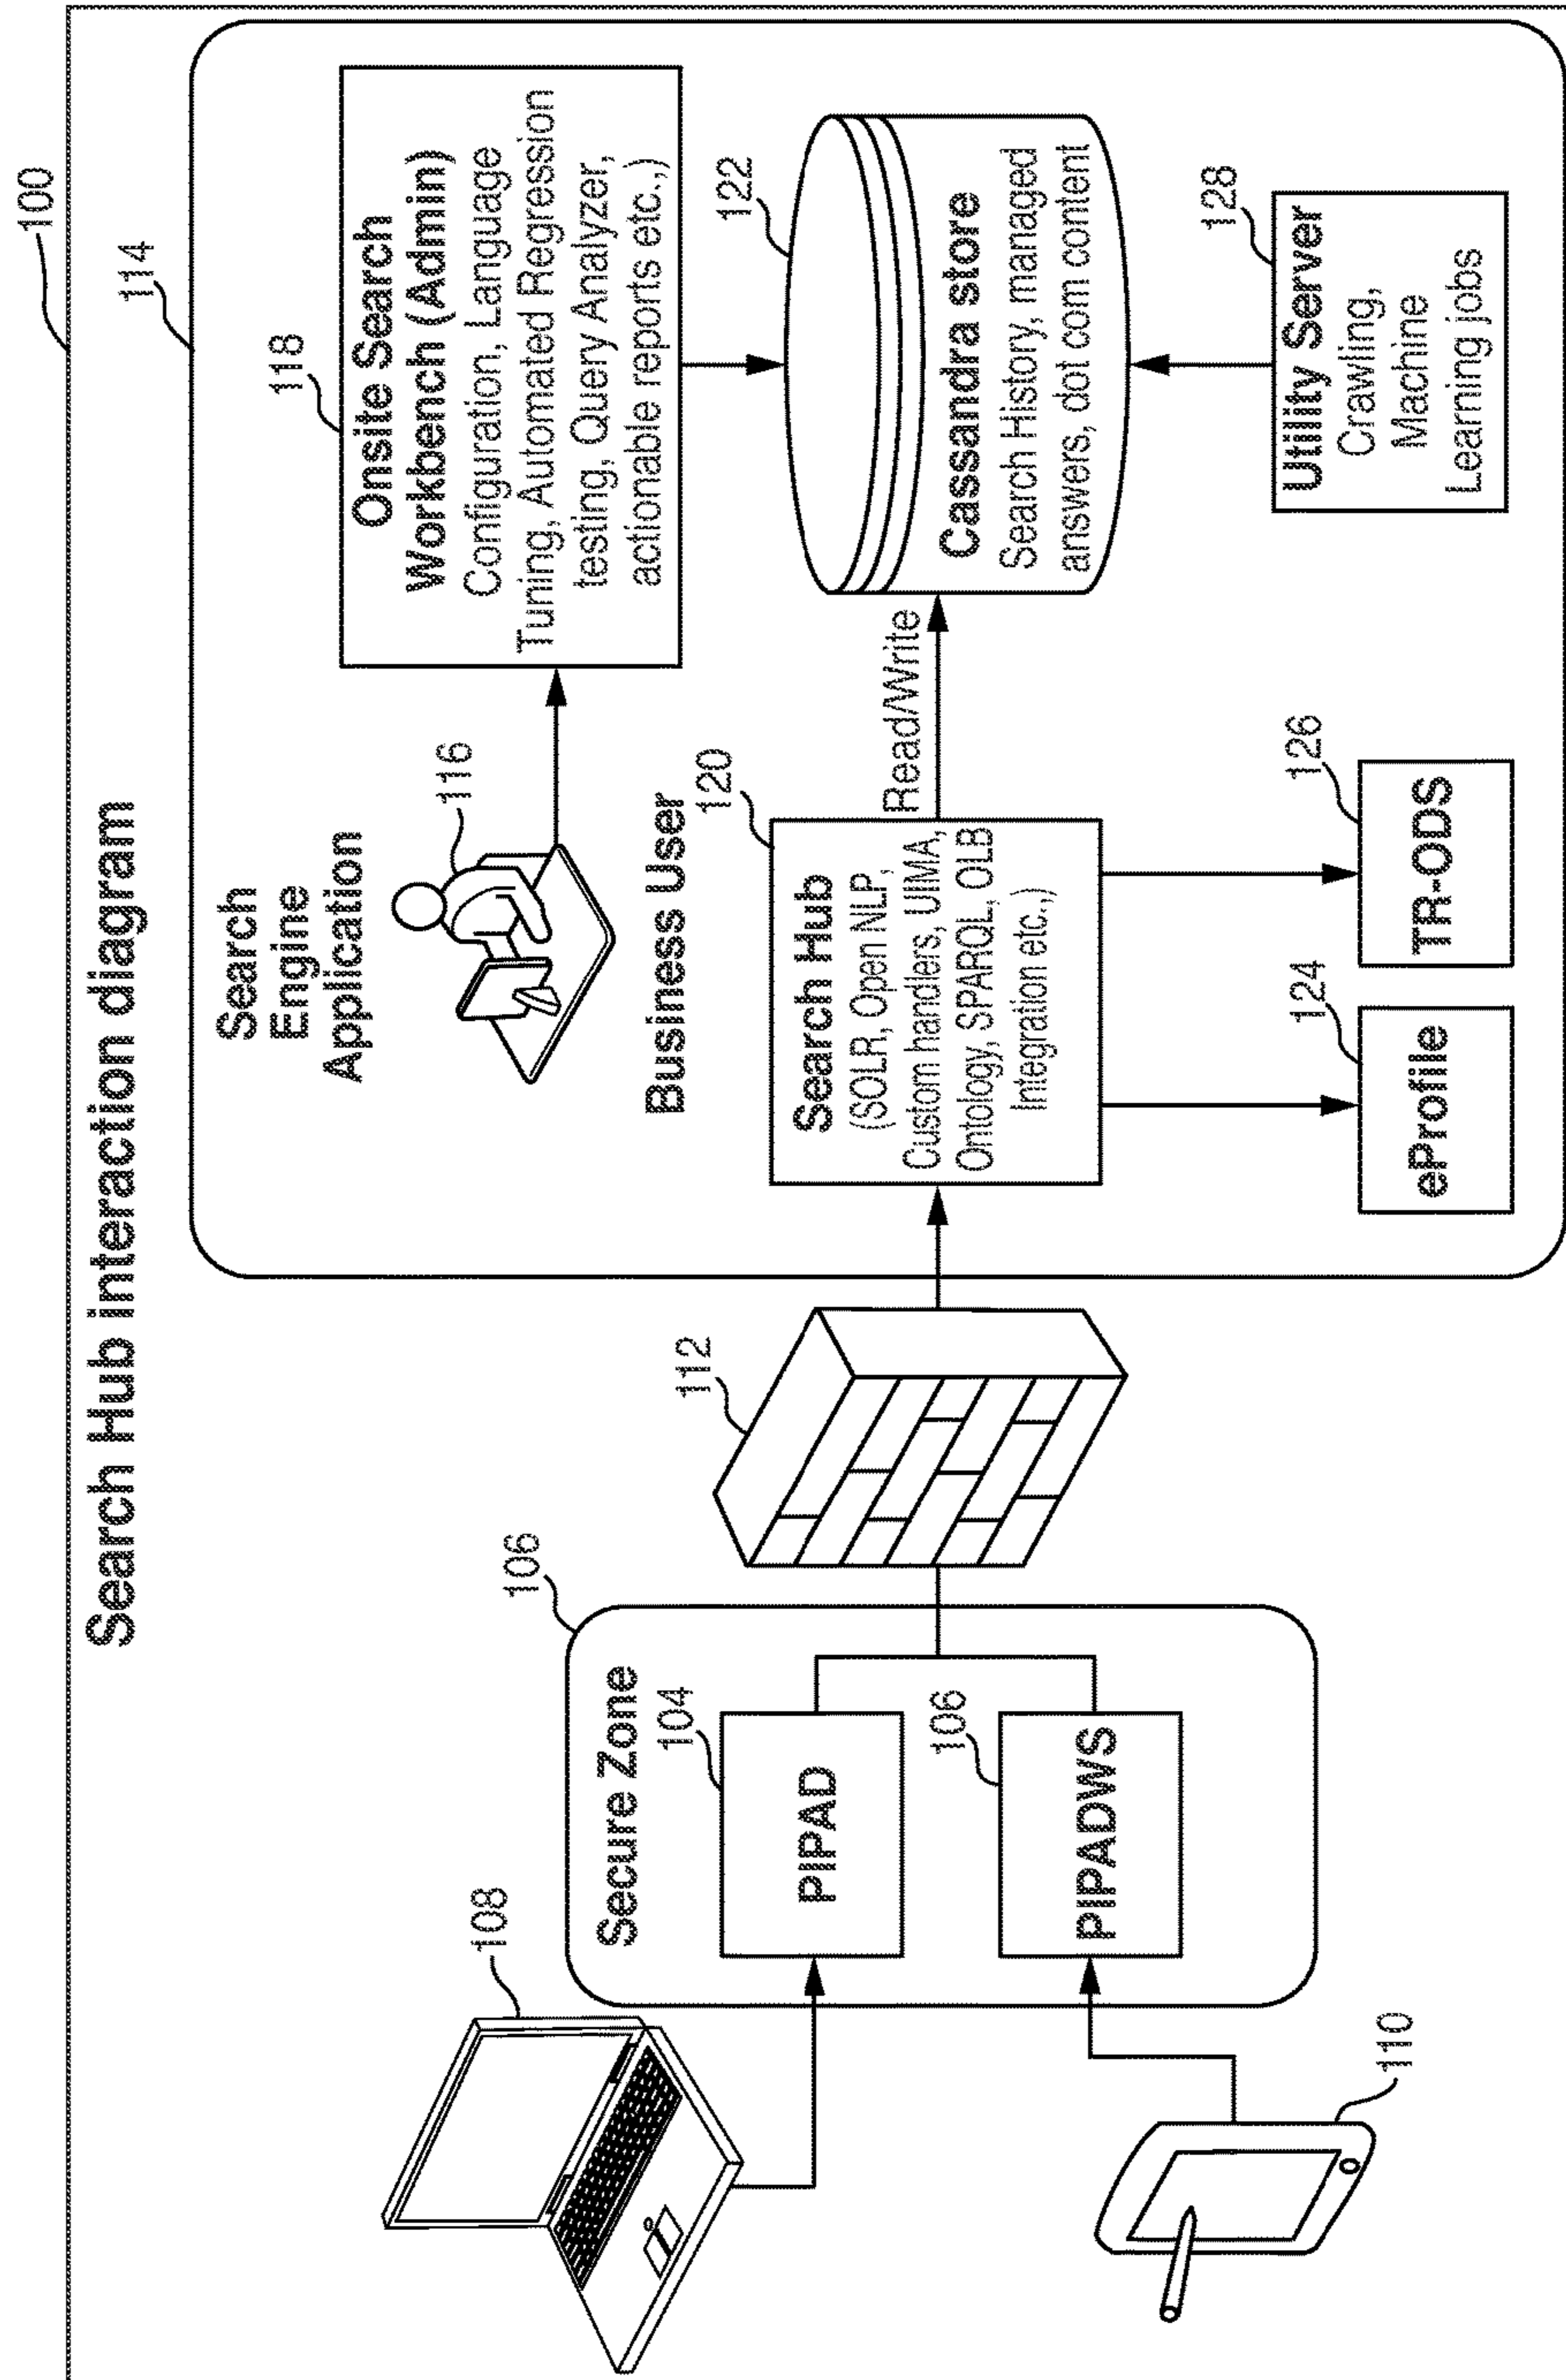 100
Search Hub interaction diagram
114
Search
Engine
Application
116
Business User
118
Onsite Search
Workbench (Admin)
Configuration, Language
Tuning, Automated Regression
testing, Query Analyzer,
actionable reports etc.,)
108
106
Secure Zone
104
PIPAD
106
PIPADWS
110
112
120
Search Hub
(SOLR, Open NLP,
Custom handlers, UIMA,
Ontology, SPARQL, OLB
Integration etc.,)
Read/Write
122
Cassandra store
Search History, managed
answers, dot com content
124
eProfile
126
TR-ODS
128
Utility Server
Crawling,
Machine
Learning jobs